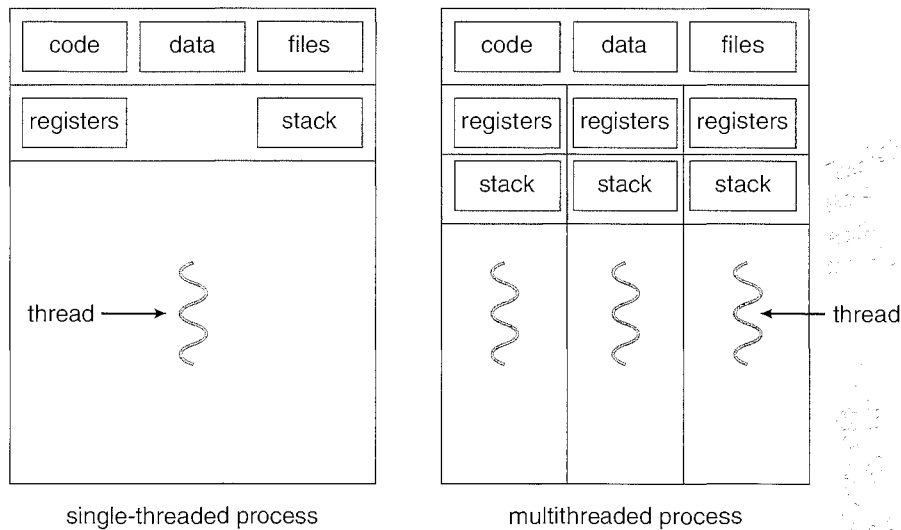 code data files code data files
registers stack registers registers registers
stack stack stack
thread thread
single-threaded process multithreaded process